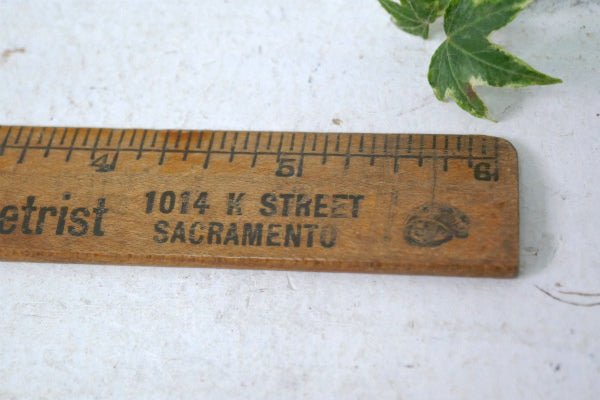 4 5 6
etrist 1014 K STREET
SACRAMENTO